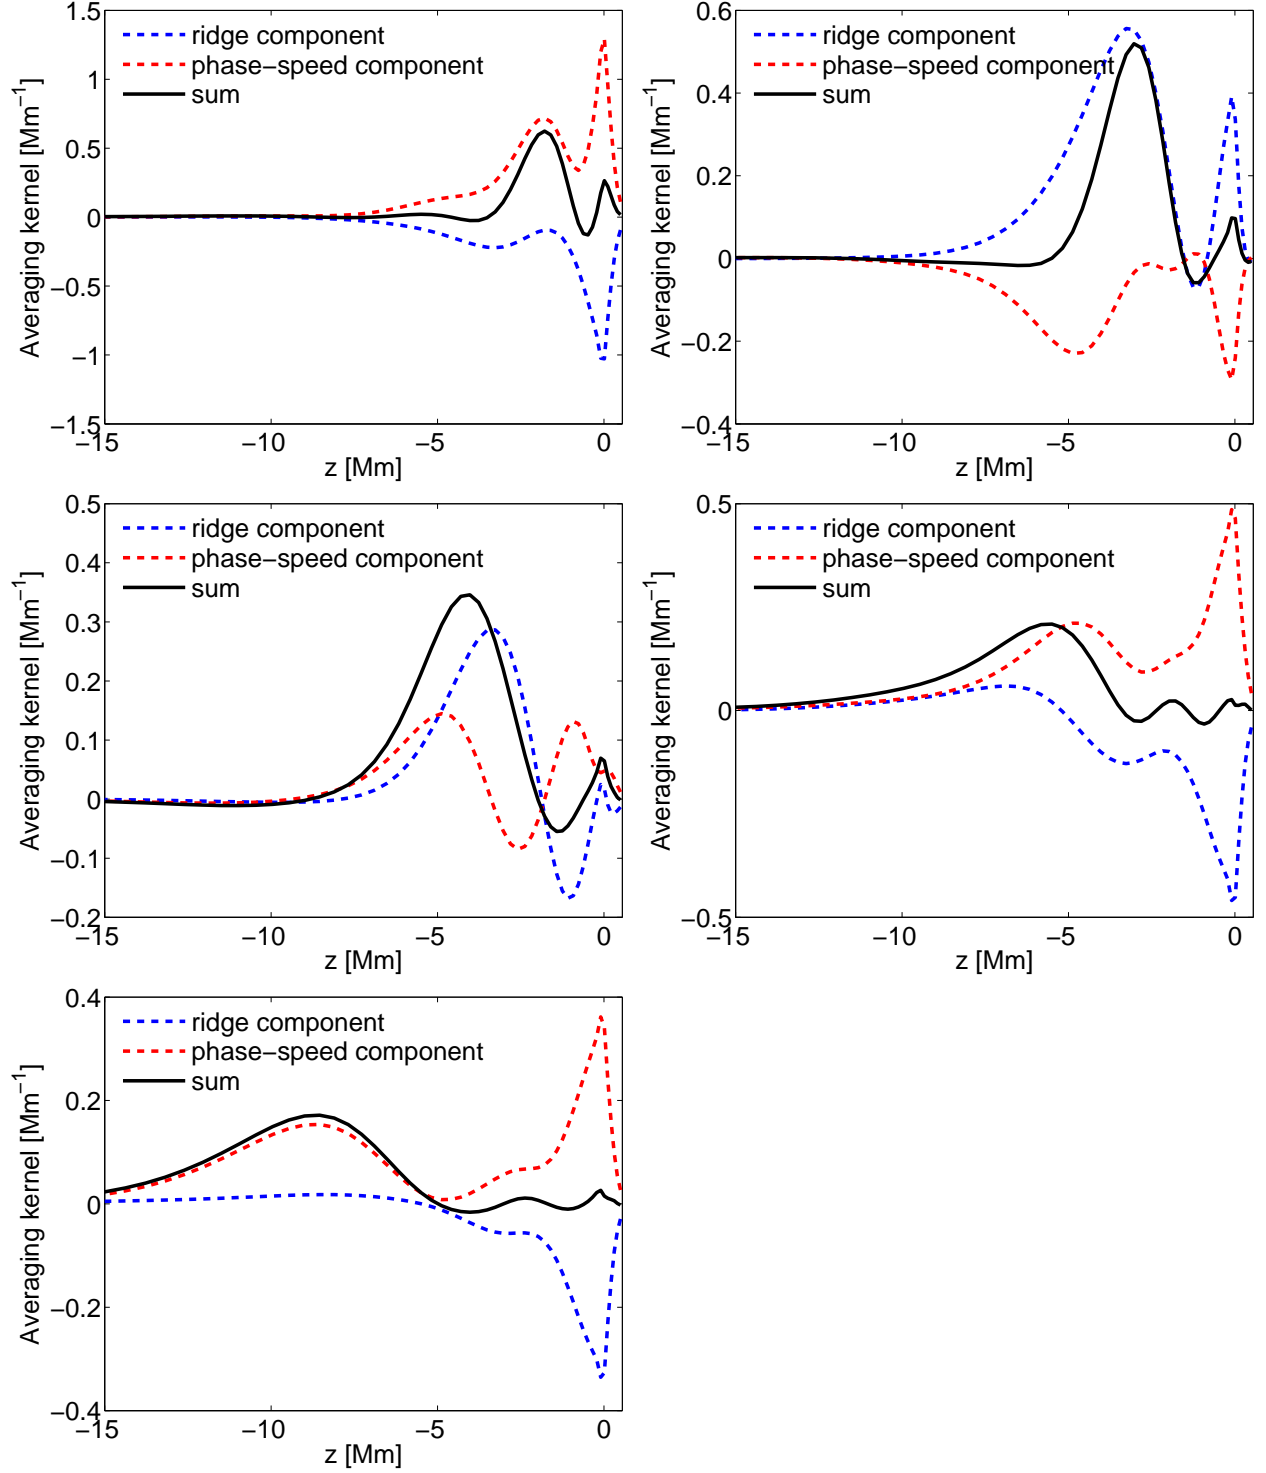 1.5
1
0.5
0
−0.5
−1
−1.5
Averaging kernel [Mm−1]
ridge component
phase−speed component
sum
−15
−10
−5
0
z [Mm]
0.6
0.4
0.2
0
−0.2
−0.4
Averaging kernel [Mm−1]
ridge component
phase−speed component
sum
−15
−10
−5
0
z [Mm]
0.5
0.4
0.3
0.2
0.1
0
−0.1
−0.2
Averaging kernel [Mm−1]
ridge component
phase−speed component
sum
−15
−10
−5
0
z [Mm]
0.5
0
−0.5
Averaging kernel [Mm−1]
ridge component
phase−speed component
sum
−15
−10
−5
0
z [Mm]
0.4
0.2
0
−0.2
−0.4
Averaging kernel [Mm−1]
ridge component
phase−speed component
sum
−15
−10
−5
0
z [Mm]